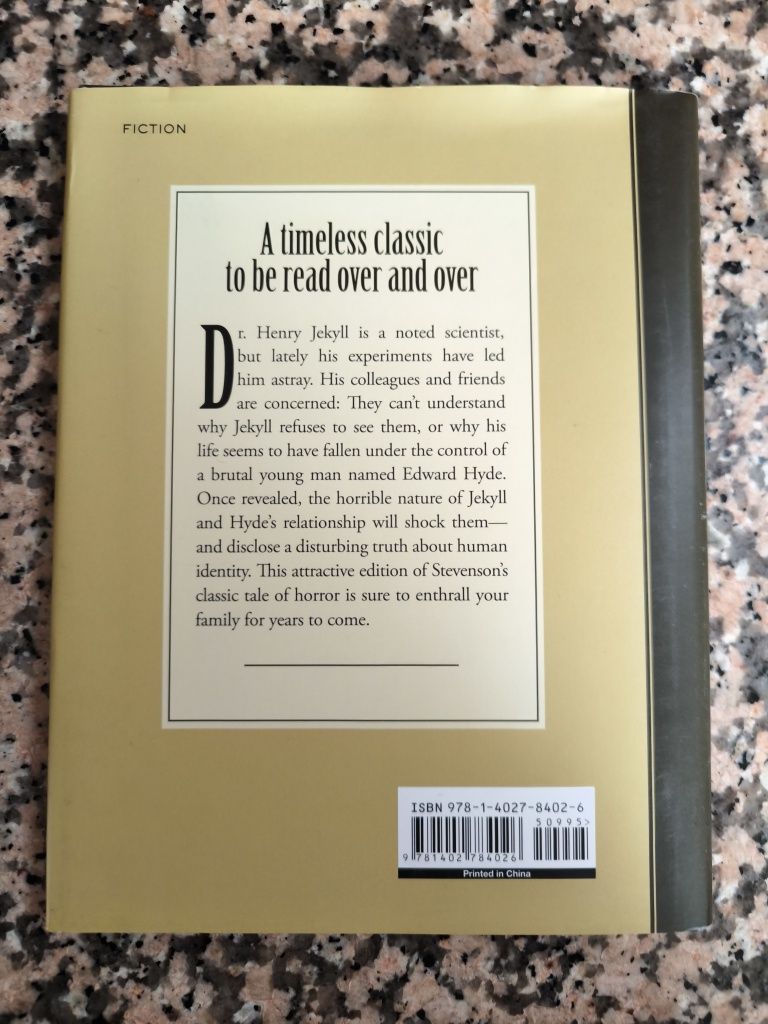 FICTION
A timeless classic
to be read over and over
Dr. Henry Jekyll is a noted scientist,
but lately his experiments have led
him astray. His colleagues and friends
are concerned: They can't understand
why Jekyll refuses to see them, or why his
life seems to have fallen under the control of
a brutal young man named Edward Hyde.
Once revealed, the horrible nature of Jekyll
and Hyde's relationship will shock them—
and disclose a disturbing truth about human
identity. This attractive edition of Stevenson's
classic tale of horror is sure to enthrall your
family for years to come.
ISBN 978-1-4027-8402-6
50995>
9 781402 784026
Printed in China